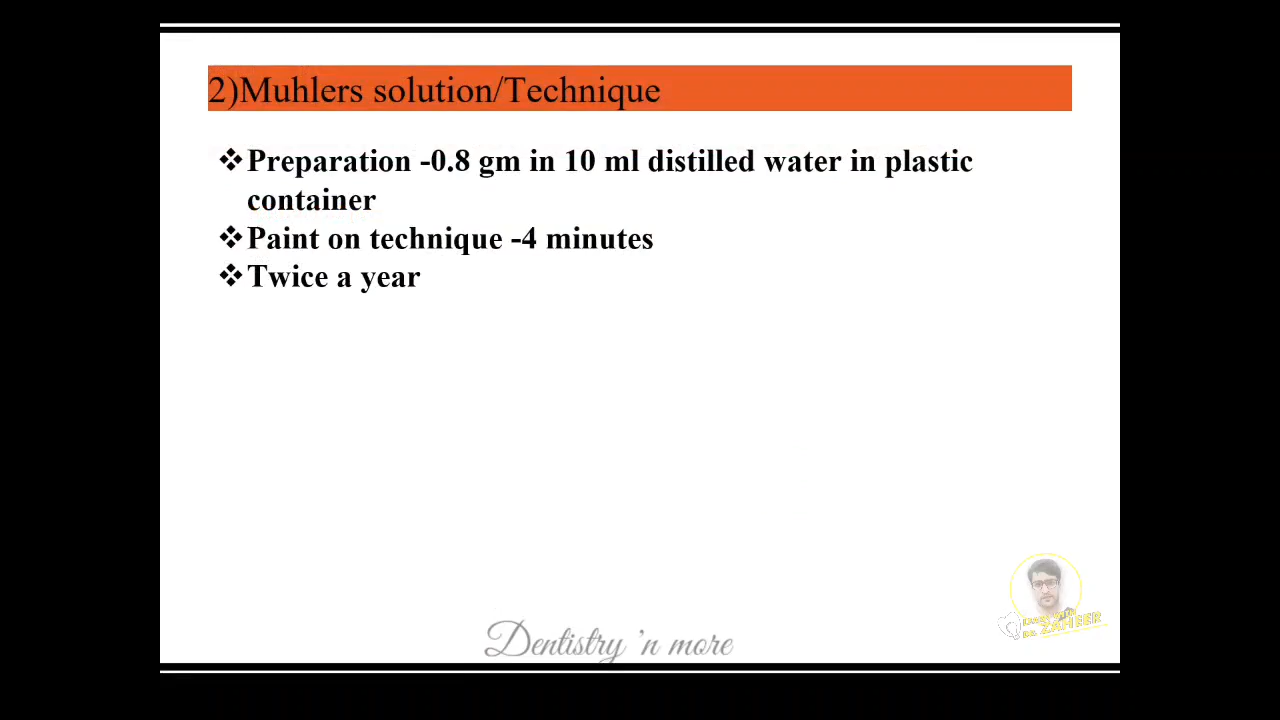 2)Muhlers solution/Technique
❖Preparation -0.8 gm in 10 ml distilled water in plastic
container
❖Paint on technique -4 minutes
❖Twice a year
Dentistry 'n more
ZAHEER